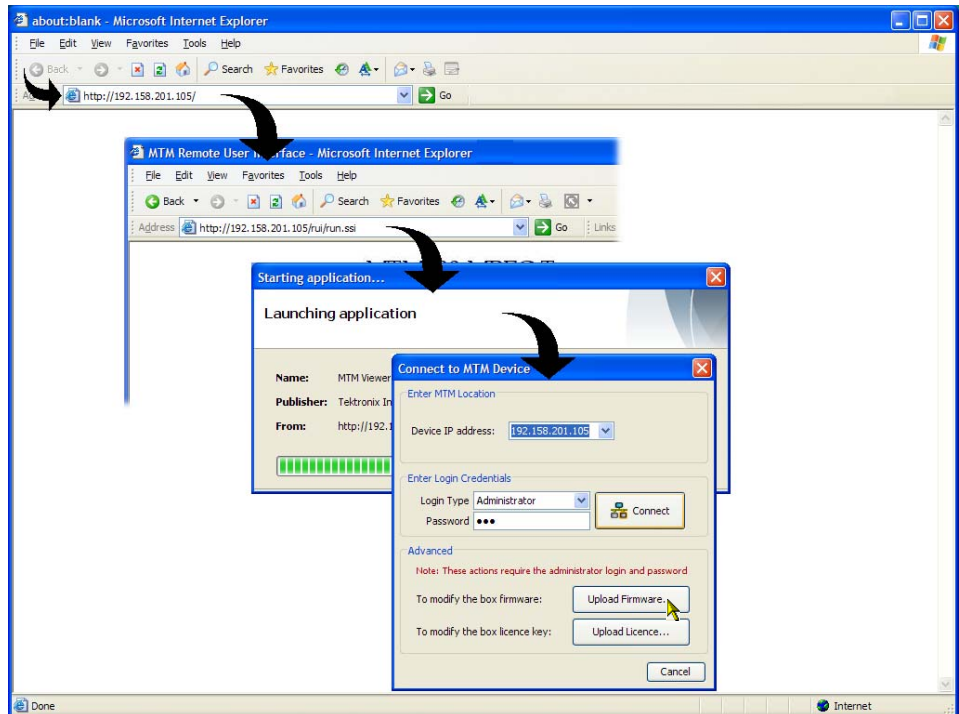 about:blank - Microsoft Internet Explorer
File Edit View Favorites Tools Help
Back Search Favorites
http://192.158.201.105/ Go
MTM Remote User Interface - Microsoft Internet Explorer
File Edit View Favorites Tools Help
Back Search Favorites
Address http://192.158.201.105/rui/run.ssi Go Links
Starting application...
Launching application
Name: MTM Viewer
Publisher: Tektronix In
From: http://192.1
Connect to MTM Device
Enter MTM Location
Device IP address: 192.158.201.105
Enter Login Credentials
Login Type Administrator
Password ●●●
Connect
Advanced
Note: These actions require the administrator login and password
To modify the box firmware: Upload Firmware...
To modify the box licence key: Upload Licence...
Cancel
Done Internet